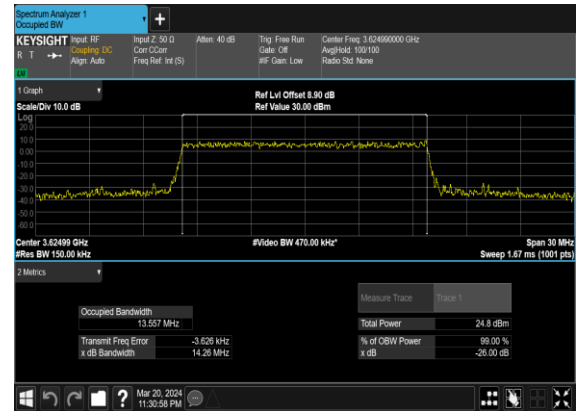 Spectrum Analyzer 1
Occupied BW
KEYSIGHT Input: RF Input Z: 50 Ω Atten: 40 dB Trig: Free Run Center Freq: 3.624990000 GHz
R T Coupling: DC Corr CCorr Gate: Off Avg|Hold: 100/100
Align: Auto Freq Ref: Int (S) #IF Gain: Low Radio Std: None
LXI
1 Graph
Ref Lvl Offset 8.90 dB
Scale/Div 10.0 dB Ref Value 30.00 dBm
Log
20.0
10.0
0.00
-10.0
-20.0
-30.0
-40.0
-50.0
-60.0
Center 3.62499 GHz #Video BW 470.00 kHz* Span 30 MHz
#Res BW 150.00 kHz Sweep 1.67 ms (1001 pts)
2 Metrics
Measure Trace Trace 1
Occupied Bandwidth
13.557 MHz Total Power 24.8 dBm
Transmit Freq Error -3.626 kHz % of OBW Power 99.00 %
x dB Bandwidth 14.26 MHz x dB -26.00 dB
Mar 20, 2024
11:30:58 PM